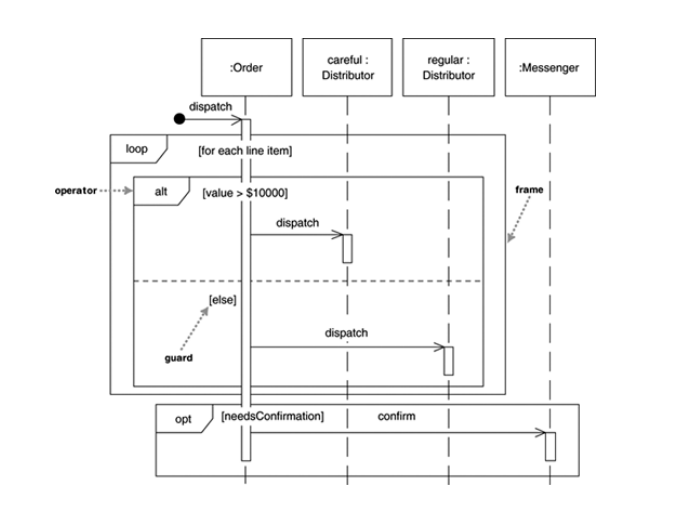 :Order
careful :
Distributor
regular :
Distributor
:Messenger
dispatch
loop
[for each line item]
operator
alt
[value > $10000]
frame
dispatch
[else]
dispatch
guard
opt
[needsConfirmation]
confirm